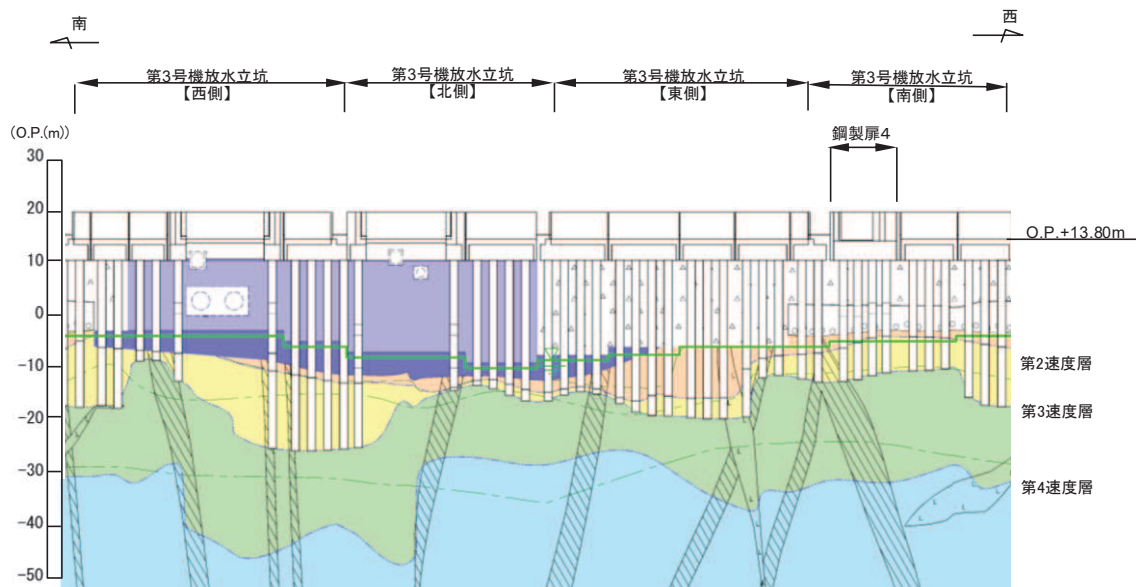 南
西
第3号機放水立坑
【西側】
第3号機放水立坑
【北側】
第3号機放水立坑
【東側】
第3号機放水立坑
【南側】
(O.P.(m))
鋼製扉4
30
20
O.P.+13.80m
10
0
-10
第2速度層
-20
第3速度層
-30
第4速度層
-40
-50